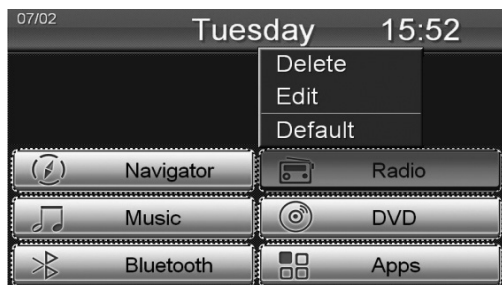 07/02 Tuesday 15:52
Delete
Edit
Default
Navigator Radio
Music DVD
Bluetooth Apps